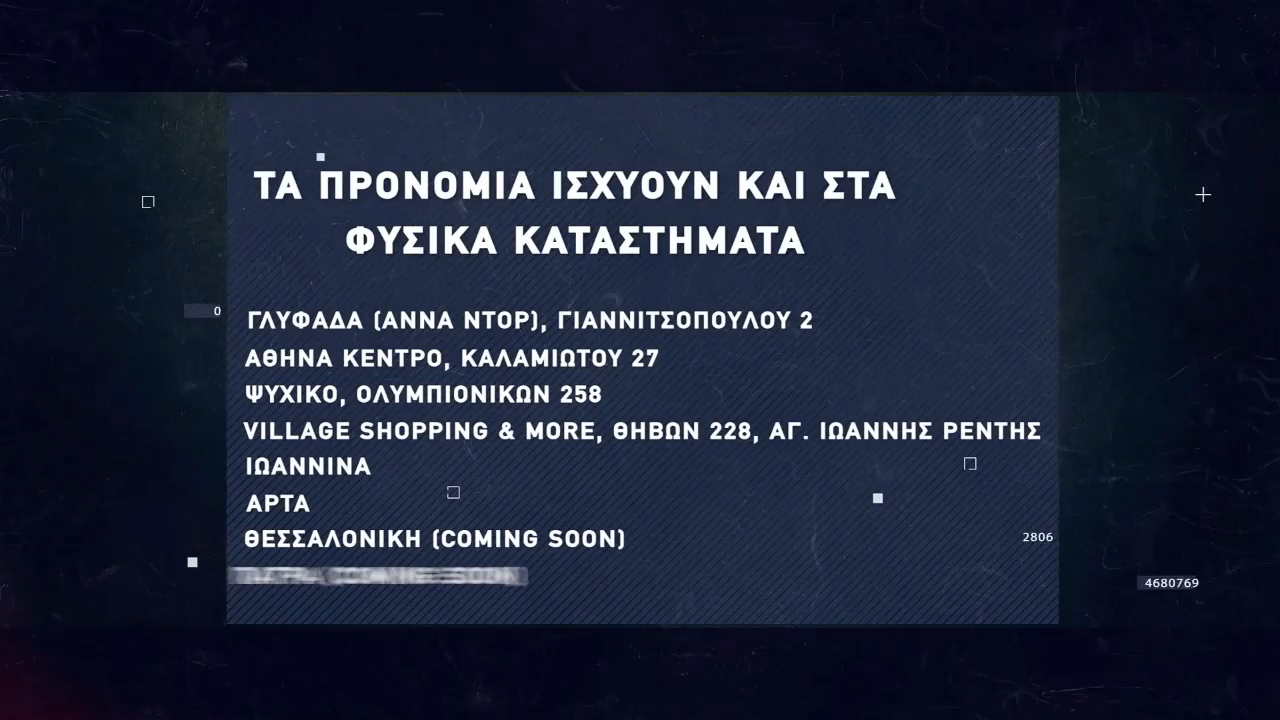 ΤΑ ΠΡΟΝΟΜΙΑ ΙΣΧΥΟΥΝ ΚΑΙ ΣΤΑ
ΦΥΣΙΚΑ ΚΑΤΑΣΤΗΜΑΤΑ
0
ΓΛΥΦΑΔΑ (ΑΝΝΑ ΝΤΟΡ), ΓΙΑΝΝΙΤΣΟΠΟΥΛΟΥ 2
ΑΘΗΝΑ ΚΕΝΤΡΟ, ΚΑΛΑΜΙΩΤΟΥ 27
ΨΥΧΙΚΟ, ΟΛΥΜΠΙΟΝΙΚΩΝ 258
VILLAGE SHOPPING & MORE, ΘΗΒΩΝ 228, ΑΓ. ΙΩΑΝΝΗΣ ΡΕΝΤΗΣ
ΙΩΑΝΝΙΝΑ
ΑΡΤΑ
ΘΕΣΣΑΛΟΝΙΚΗ (COMING SOON)
2806
4680769